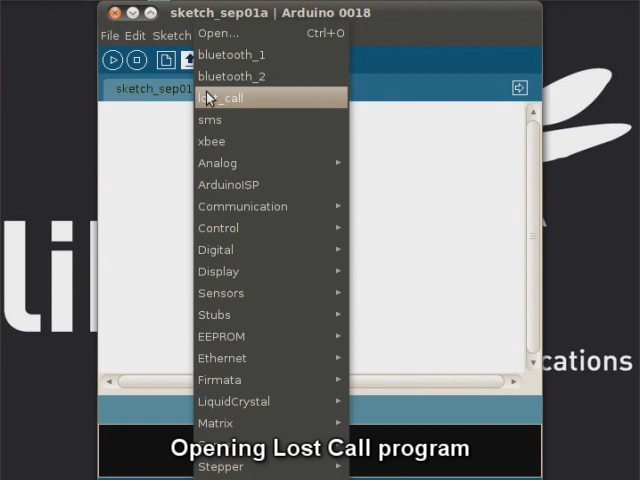 sketch_sep01a | Arduino 0018
File Edit Sketch
Open... Ctrl+O
sketch_sep01
bluetooth_1
bluetooth_2
lost_call
sms
xbee
Analog
ArduinoISP
Communication
Control
Digital
Display
Sensors
Stubs
EEPROM
Ethernet
cations
Firmata
LiquidCrystal
Matrix
Opening Lost Call program
Stepper